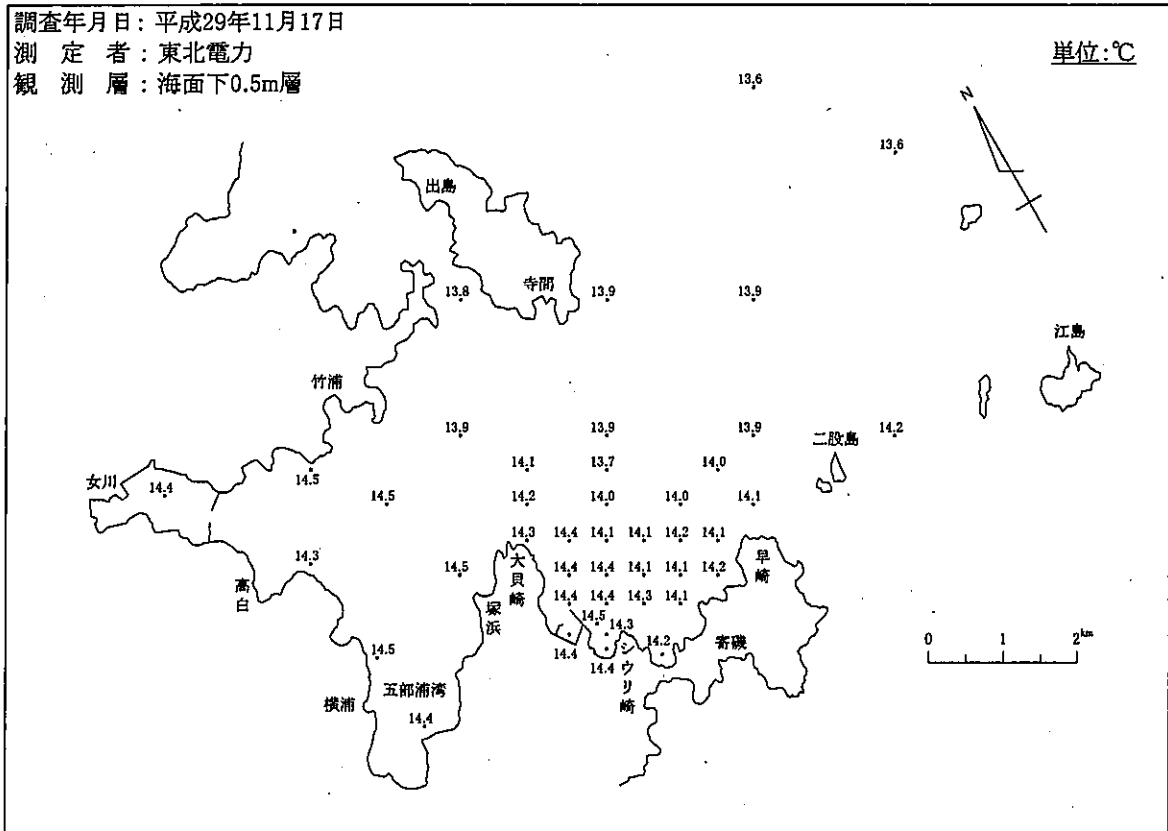 調査年月日：平成29年11月17日
測定者：東北電力
観測層：海面下0.5m層
単位：℃
13.6
N
13.6
出島
寺間
13.8
13.9
13.9
江島
竹浦
13.9
13.9
13.9
14.2
二股島
14.1
13.7
14.0
女川
14.4
14.5
14.5
14.2
14.0
14.0
14.1
14.3
14.4
14.1
14.1
14.2
14.1
高白
14.3
14.5
大貝崎
14.4
14.4
14.1
14.1
14.2
早崎
塚浜
14.4
14.4
14.3
14.1
14.5
14.3
14.4
14.4
14.2
シウリ崎
寄磯
0 1 2km
14.5
五部浦湾
横浦
14.4